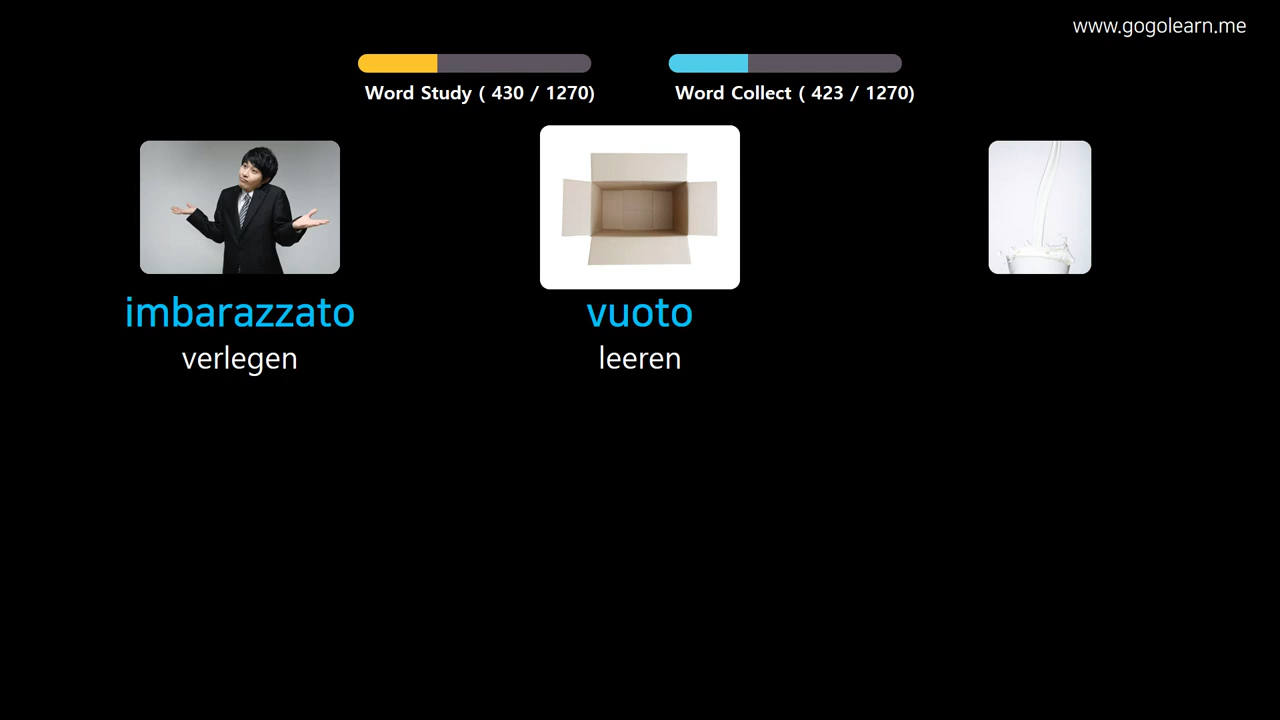 www.gogolearn.me
Word Study ( 430 / 1270)
Word Collect ( 423 / 1270)
imbarazzato
verlegen
vuoto
leeren